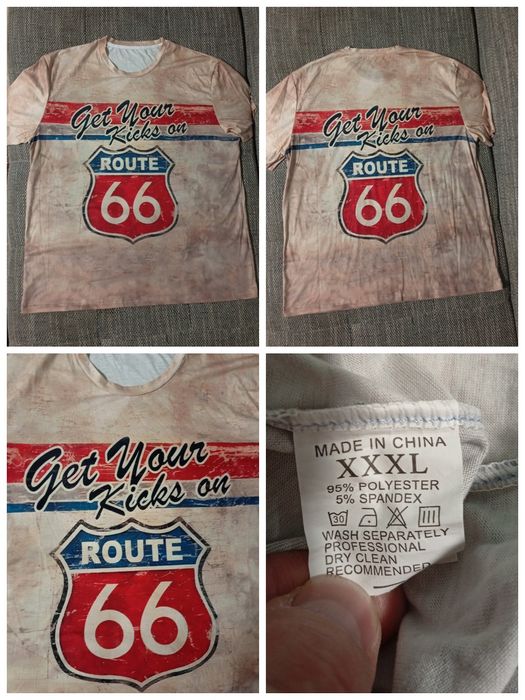 Get Your
Kicks on
ROUTE
66
Get Your
Kicks on
ROUTE
66
Get Your
Kicks on
ROUTE
66
MADE IN CHINA
XXXL
95% POLYESTER
5% SPANDEX
30
WASH SEPARATELY
PROFESSIONAL
DRY CLEAN
RECOMMENDE